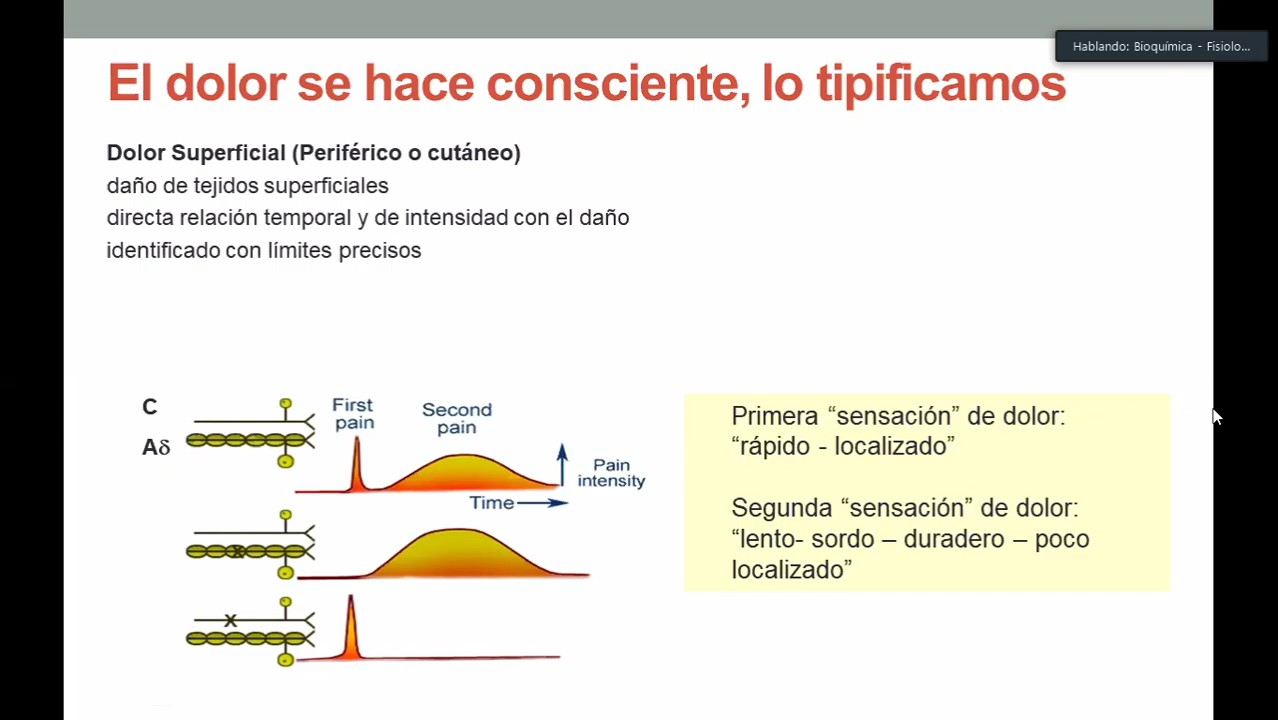 Hablando: Bioquímica - Fisiolo...
El dolor se hace consciente, lo tipificamos
Dolor Superficial (Periférico o cutáneo)
daño de tejidos superficiales
directa relación temporal y de intensidad con el daño
identificado con límites precisos
C
Aδ
First
pain
Second
pain
Pain
intensity
Time
x
x
Primera “sensación” de dolor:
“rápido - localizado”
Segunda “sensación” de dolor:
“lento- sordo – duradero – poco
localizado”